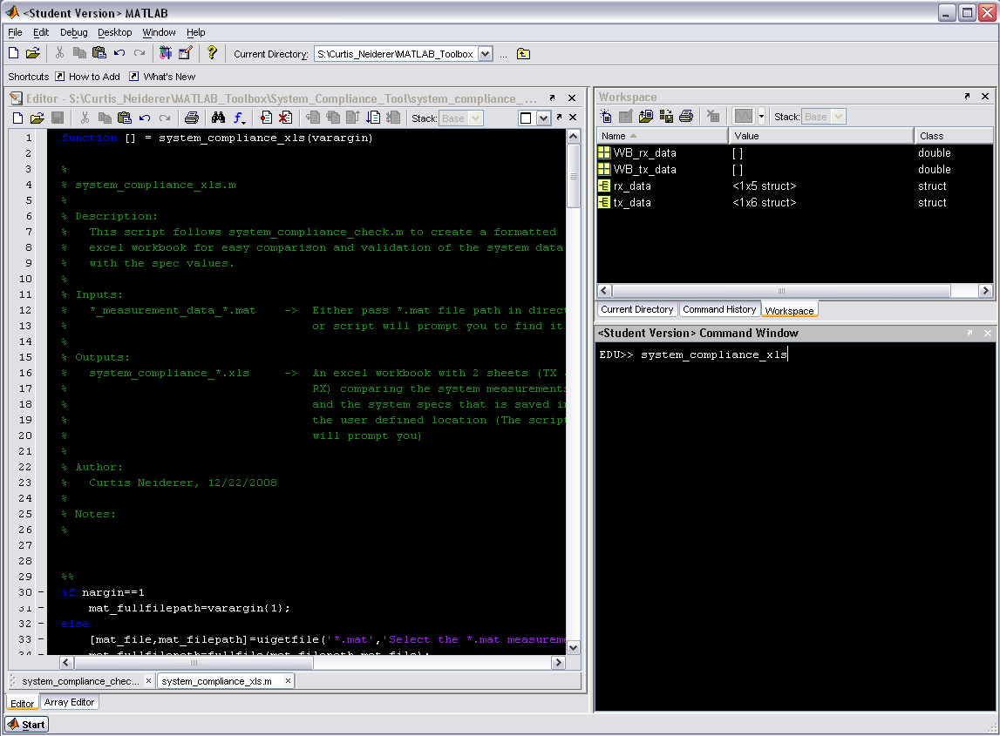 <Student Version> MATLAB
File Edit Debug Desktop Window Help
Current Directory: S:\Curtis_Neiderer\MATLAB_Toolbox ...
Shortcuts How to Add What's New
Editor - S:\Curtis_Neiderer\MATLAB_Toolbox\System_Compliance_Tool\system_compliance_ ...
Stack: Base
1 function [] = system_compliance_xls(varargin)
2
3 %
4 % system_compliance_xls.m
5 %
6 % Description:
7 % This script follows system_compliance_check.m to create a formatted
8 % excel workbook for easy comparison and validation of the system data
9 % with the spec values.
10 %
11 % Inputs:
12 % *_measurement_data_*.mat -> Either pass *.mat file path in direct
13 % or script will prompt you to find it
14 %
15 % Outputs:
16 % system_compliance_*.xls -> An excel workbook with 2 sheets (TX
17 % RX) comparing the system measurements
18 % and the system specs that is saved in
19 % the user defined location (The script
20 % will prompt you)
21 %
22 % Author:
23 % Curtis Neiderer, 12/22/2008
24 %
25 % Notes:
26 %
27
28
29 %%
30 - if nargin==1
31 - mat_fullfilepath=varargin{1};
32 - else
33 - [mat_file,mat_filepath]=uigetfile('*.mat','Select the *.mat measureme
34 - mat_fullfilepath=fullfile(mat_filepath,mat_file);
system_compliance_chec... × system_compliance_xls.m ×
Editor Array Editor
Start
Workspace
Stack: Base
Name Value Class
WB_rx_data [ ] double
WB_tx_data [ ] double
rx_data <1x5 struct> struct
tx_data <1x6 struct> struct
Current Directory Command History Workspace
<Student Version> Command Window
EDU>> system_compliance_xls